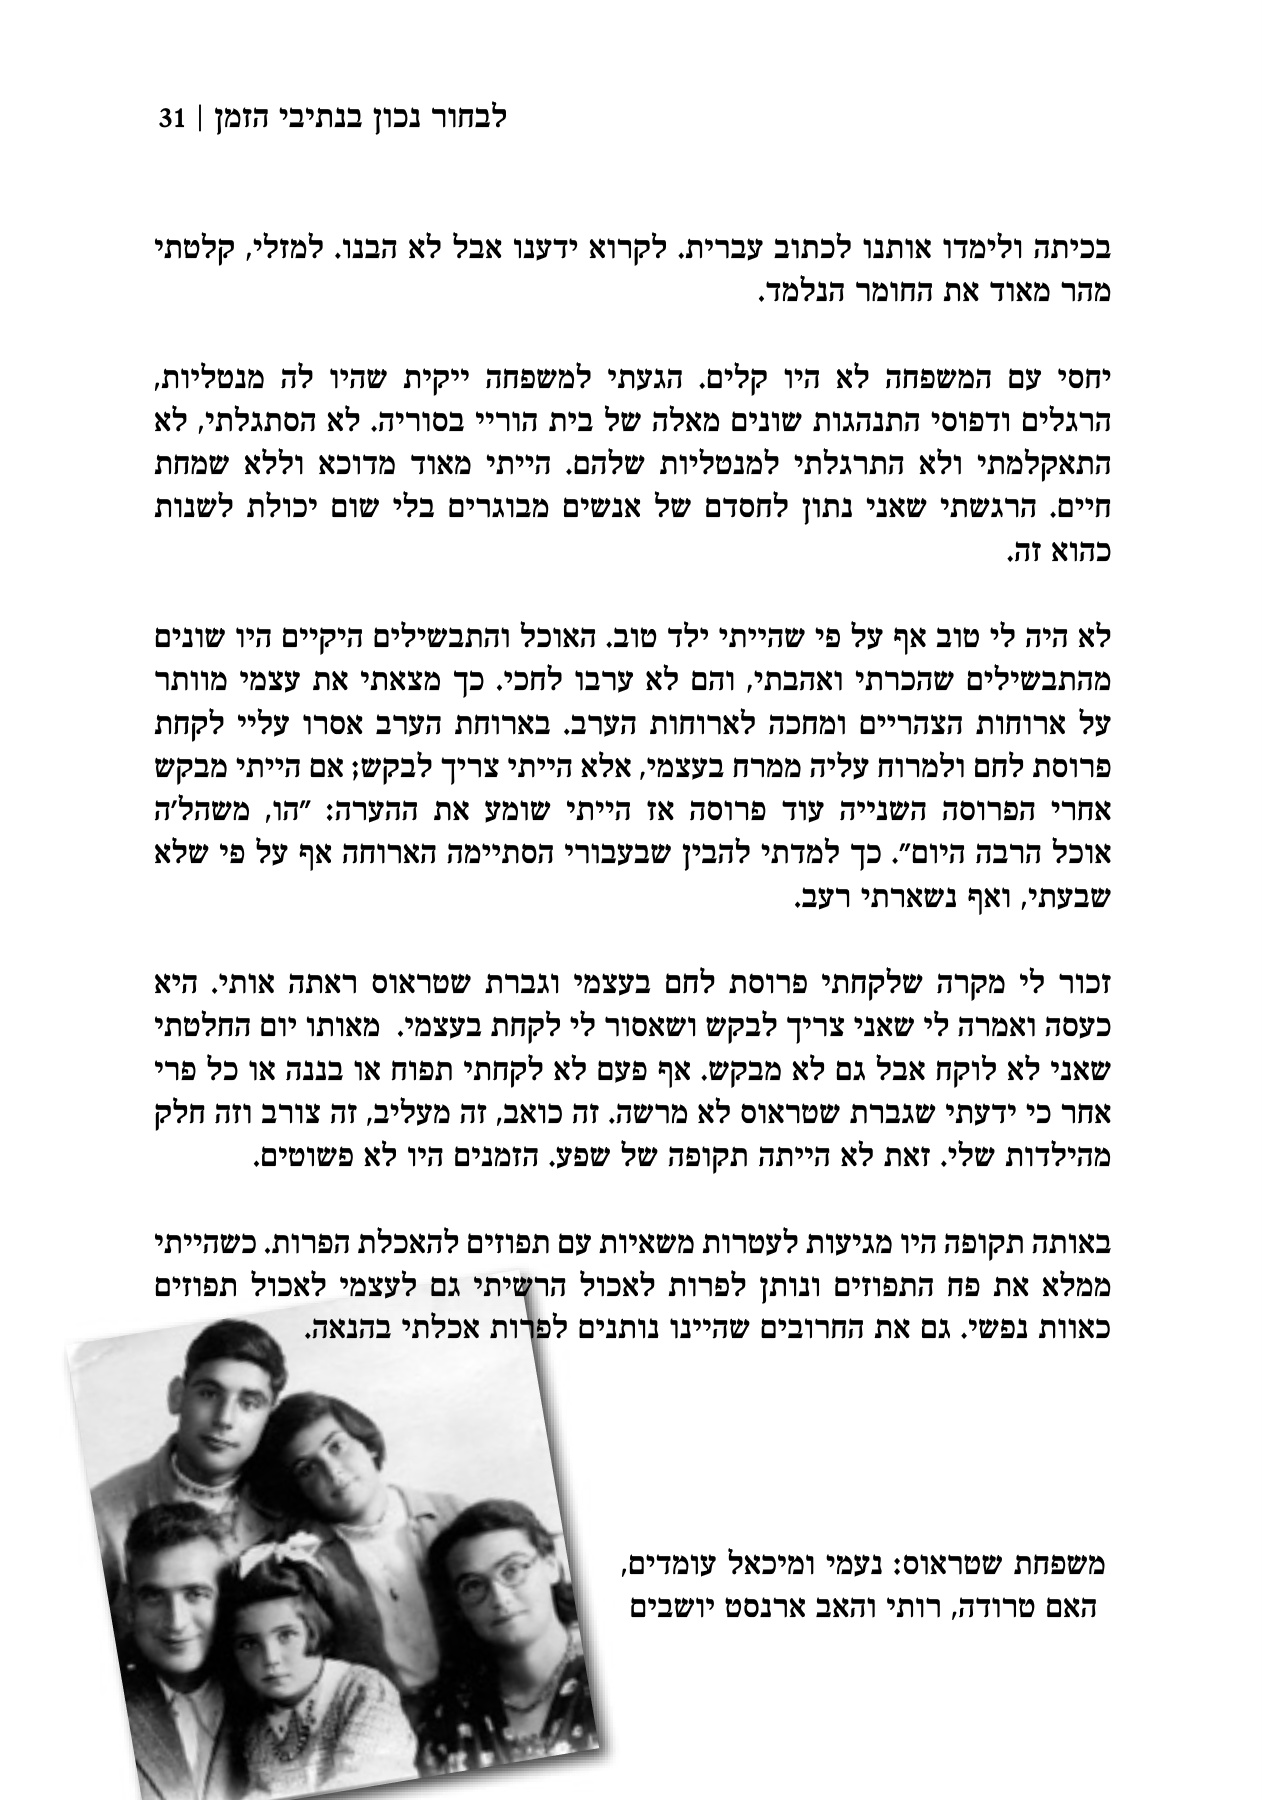 לבחור נכון בנתיבי הזמן | 31
בכיתה ולימדו אותנו לכתוב עברית. לקרוא ידענו אבל לא הבנו. למזלי, קלטתי
מהר מאוד את החומר הנלמד.
יחסי עם המשפחה לא היו קלים. הגעתי למשפחה ייקית שהיו לה מנטליות,
הרגלים ודפוסי התנהגות שונים מאלה של בית הוריי בסוריה. לא הסתגלתי, לא
התאקלמתי ולא התרגלתי למנטליות שלהם. הייתי מאוד מדוכא וללא שמחת
חיים. הרגשתי שאני נתון לחסדם של אנשים מבוגרים בלי שום יכולת לשנות
כהוא זה.
לא היה לי טוב אף על פי שהייתי ילד טוב. האוכל והתבשילים היקיים היו שונים
מהתבשילים שהכרתי ואהבתי, והם לא ערבו לחכי. כך מצאתי את עצמי מוותר
על ארוחות הצהריים ומחכה לארוחות הערב. בארוחת הערב אסרו עליי לקחת
פרוסת לחם ולמרוח עליה ממרח בעצמי, אלא הייתי צריך לבקש; אם הייתי מבקש
אחרי הפרוסה השנייה עוד פרוסה אז הייתי שומע את ההערה: "הו, משהל'ה
אוכל הרבה היום". כך למדתי להבין שבעבורי הסתיימה הארוחה אף על פי שלא
שבעתי, ואף נשארתי רעב.
זכור לי מקרה שלקחתי פרוסת לחם בעצמי וגברת שטראוס ראתה אותי. היא
כעסה ואמרה לי שאני צריך לבקש ושאסור לי לקחת בעצמי.  מאותו יום החלטתי
שאני לא לוקח אבל גם לא מבקש. אף פעם לא לקחתי תפוח או בננה או כל פרי
אחר כי ידעתי שגברת שטראוס לא מרשה. זה כואב, זה מעליב, זה צורב וזה חלק
מהילדות שלי. זאת לא הייתה תקופה של שפע. הזמנים היו לא פשוטים.
באותה תקופה היו מגיעות לעטרות משאיות עם תפוזים להאכלת הפרות. כשהייתי
ממלא את פח התפוזים ונותן לפרות לאכול הרשיתי גם לעצמי לאכול תפוזים
כאוות נפשי. גם את החרובים שהיינו נותנים לפרות אכלתי בהנאה.
משפחת שטראוס: נעמי ומיכאל עומדים,
האם טרודה, רותי והאב ארנסט יושבים